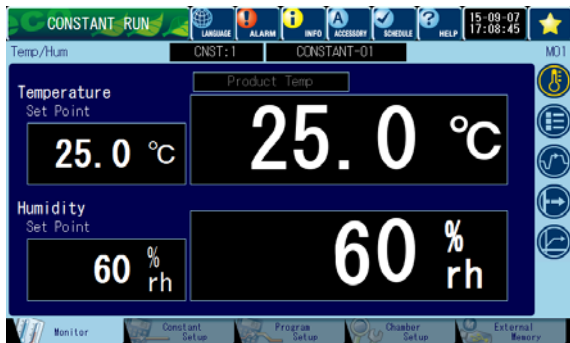 CONSTANT RUN
LANGUAGE
ALARM
INFO
ACCESSORY
SCHEDULE
HELP
15-09-07
17:08:45
Temp/Hum
CNST:1
CONSTANT-01
M01
Product Temp
Temperature
Set Point
25.0 ℃
25.0 ℃
Humidity
Set Point
60 %
rh
60 %
rh
Monitor
Constant
Setup
Program
Setup
Chamber
Setup
External
Memory